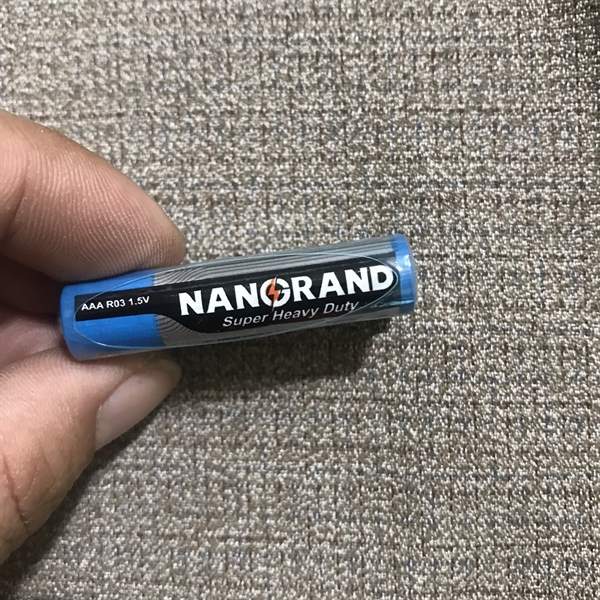 AAA R03 1.5V
NANGRAND
Super Heavy Duty